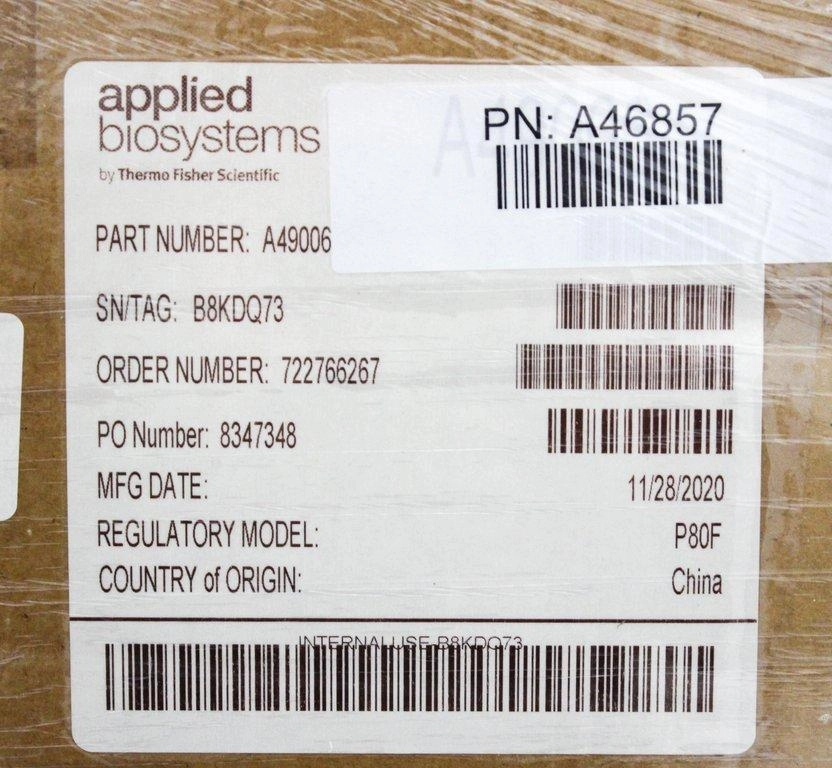 applied
biosystems
by Thermo Fisher Scientific
PN: A46857
PART NUMBER: A49006
SN/TAG: B8KDQ73
ORDER NUMBER: 722766267
PO Number: 8347348
MFG DATE: 11/28/2020
REGULATORY MODEL: P80F
COUNTRY of ORIGIN: China
INTERNALUSE B8KDQ73